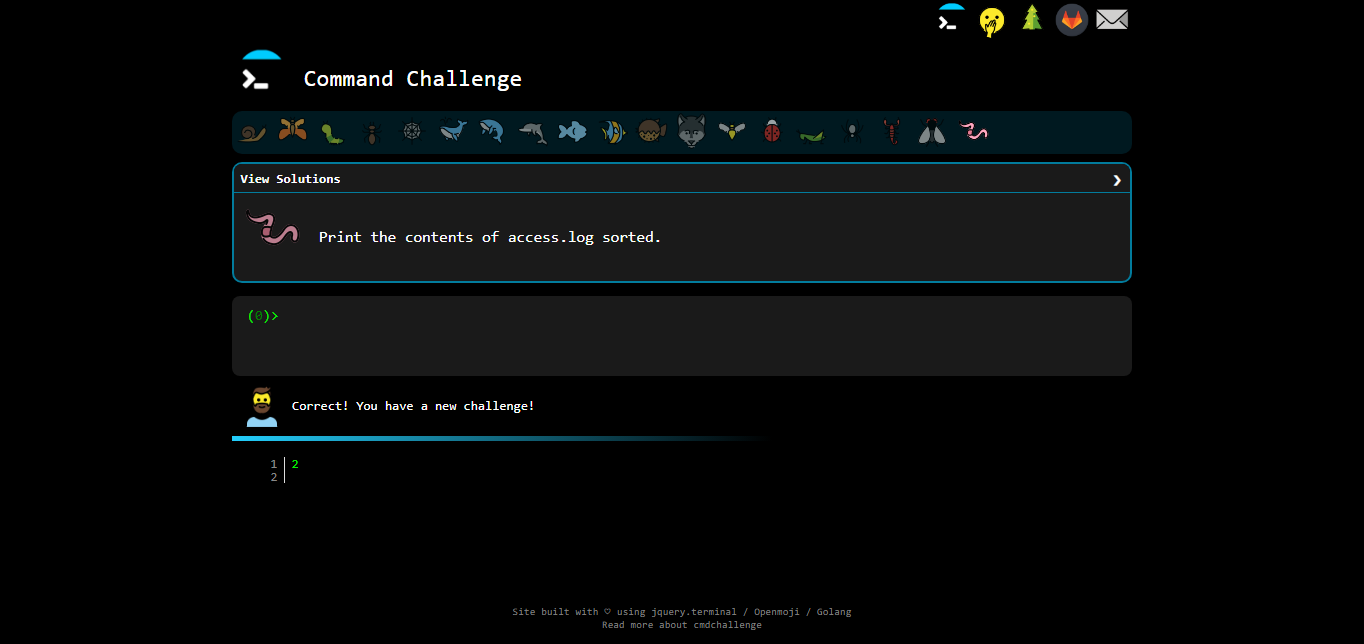 Command Challenge
View Solutions
Print the contents of access.log sorted.
(0)>
Correct! You have a new challenge!
1 2
2
Site built with ♡ using jquery.terminal / Openmoji / Golang
Read more about cmdchallenge